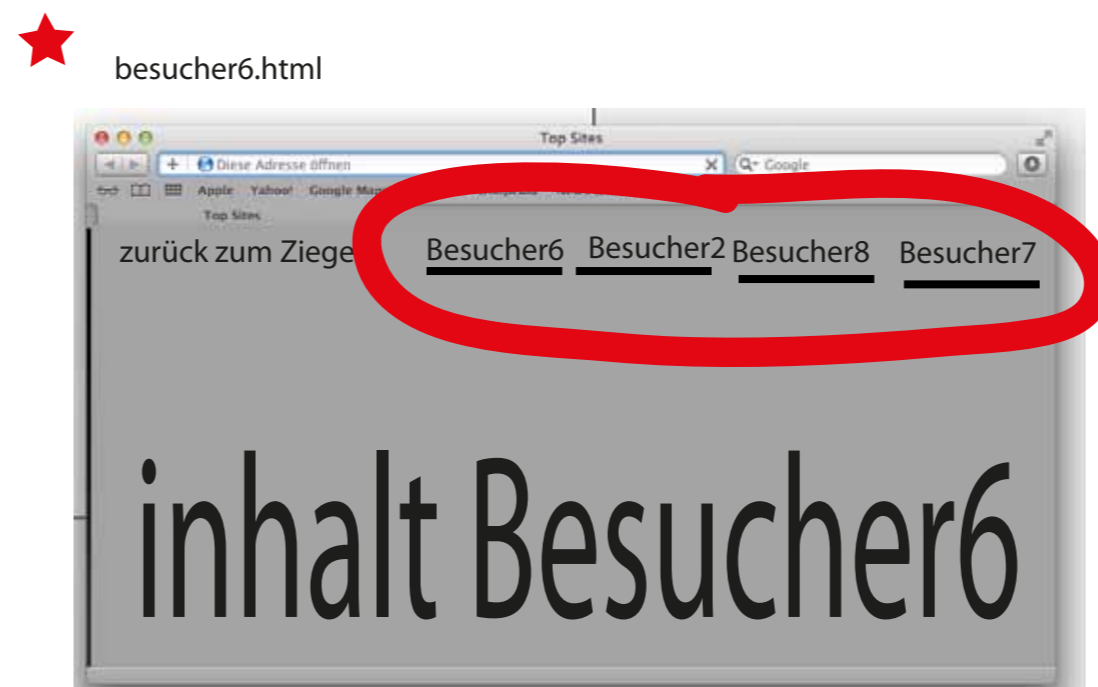 besucher6.html
Top Sites
Diese Adresse öffnen Google
Apple Yahoo! Google Maps
Top Sites
zurück zum Ziege Besucher6 Besucher2 Besucher8 Besucher7
inhalt Besucher6